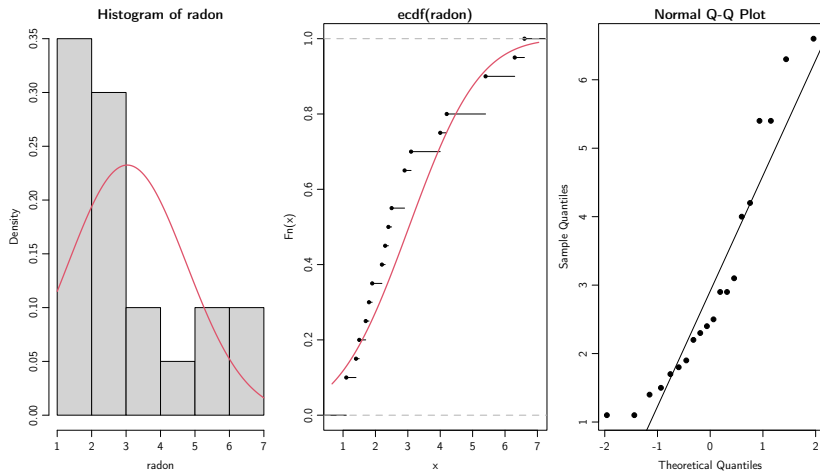 Histogram of radon
Density
0.00 0.05 0.10 0.15 0.20 0.25 0.30 0.35
1 2 3 4 5 6 7
radon
ecdf(radon)
Fn(x)
0.0 0.2 0.4 0.6 0.8 1.0
1 2 3 4 5 6 7
x
Normal Q-Q Plot
Sample Quantiles
1 2 3 4 5 6
-2 -1 0 1 2
Theoretical Quantiles